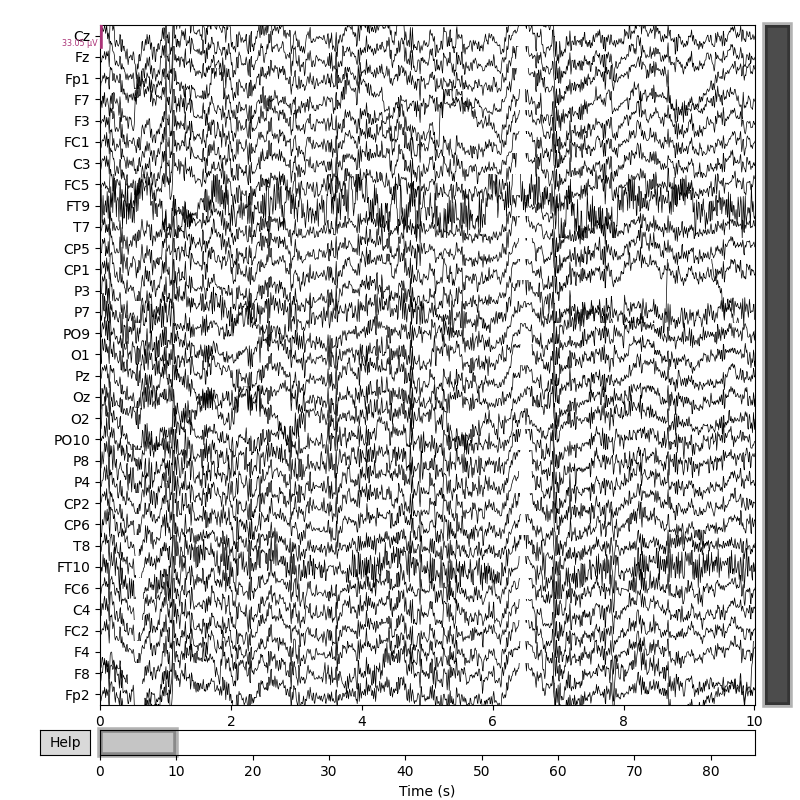 Cz
33.05 µV
Fz
Fp1
F7
F3
FC1
C3
FC5
FT9
T7
CP5
CP1
P3
P7
PO9
O1
Pz
Oz
O2
PO10
P8
P4
CP2
CP6
T8
FT10
FC6
C4
FC2
F4
F8
Fp2
0 2 4 6 8 10
Help
0 10 20 30 40 50 60 70 80
Time (s)